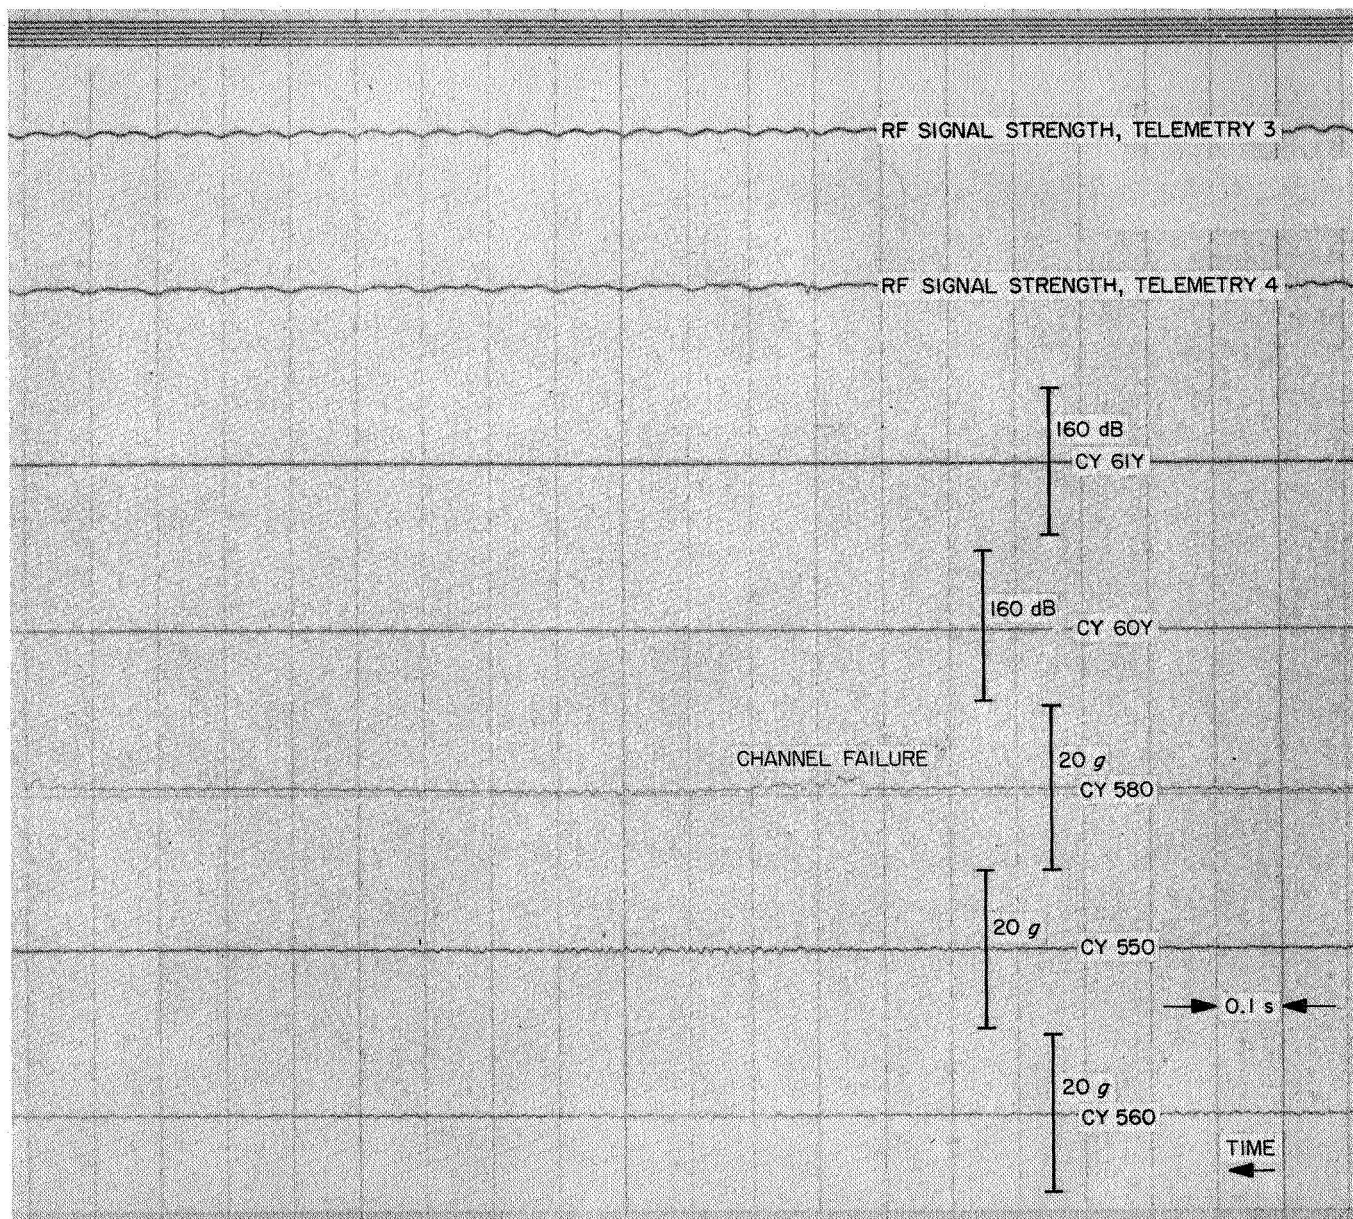 RF SIGNAL STRENGTH, TELEMETRY 3
RF SIGNAL STRENGTH, TELEMETRY 4
160 dB
CY 61Y
160 dB
CY 60Y
CHANNEL FAILURE
20 g
CY 580
20 g
CY 550
0.1 s
20 g
CY 560
TIME